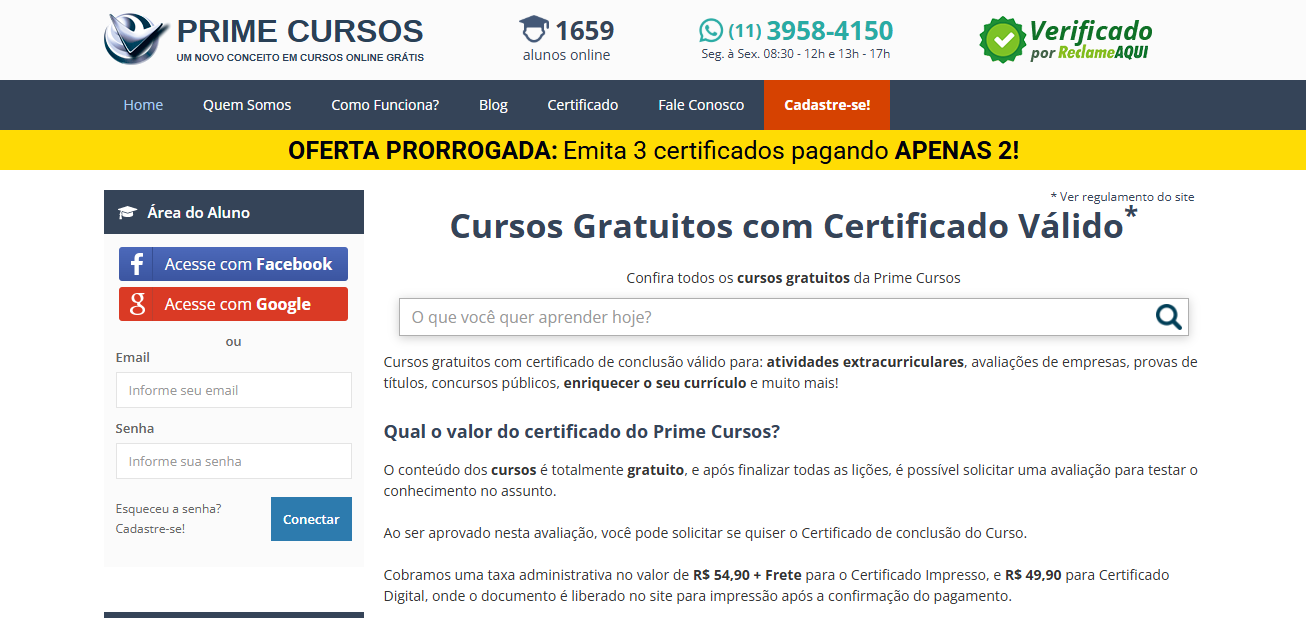 PRIME CURSOS
UM NOVO CONCEITO EM CURSOS ONLINE GRÁTIS
1659
alunos online
(11) 3958-4150
Seg. à Sex. 08:30 - 12h e 13h - 17h
Verificado
por ReclameAQUI
Home Quem Somos Como Funciona? Blog Certificado Fale Conosco Cadastre-se!
OFERTA PRORROGADA: Emita 3 certificados pagando APENAS 2!
Área do Aluno
f Acesse com Facebook
g Acesse com Google
ou
Email
Informe seu email
Senha
Informe sua senha
Esqueceu a senha?
Cadastre-se!
Conectar
* Ver regulamento do site
Cursos Gratuitos com Certificado Válido*
Confira todos os cursos gratuitos da Prime Cursos
O que você quer aprender hoje?
Cursos gratuitos com certificado de conclusão válido para: atividades extracurriculares, avaliações de empresas, provas de
títulos, concursos públicos, enriquecer o seu currículo e muito mais!
Qual o valor do certificado do Prime Cursos?
O conteúdo dos cursos é totalmente gratuito, e após finalizar todas as lições, é possível solicitar uma avaliação para testar o
conhecimento no assunto.
Ao ser aprovado nesta avaliação, você pode solicitar se quiser o Certificado de conclusão do Curso.
Cobramos uma taxa administrativa no valor de R$ 54,90 + Frete para o Certificado Impresso, e R$ 49,90 para Certificado
Digital, onde o documento é liberado no site para impressão após a confirmação do pagamento.